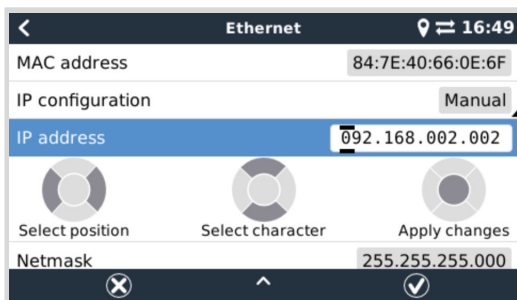 Ethernet 16:49
MAC address 84:7E:40:66:0E:6F
IP configuration Manual
IP address 092.168.002.002
Select position Select character Apply changes
Netmask 255.255.255.000